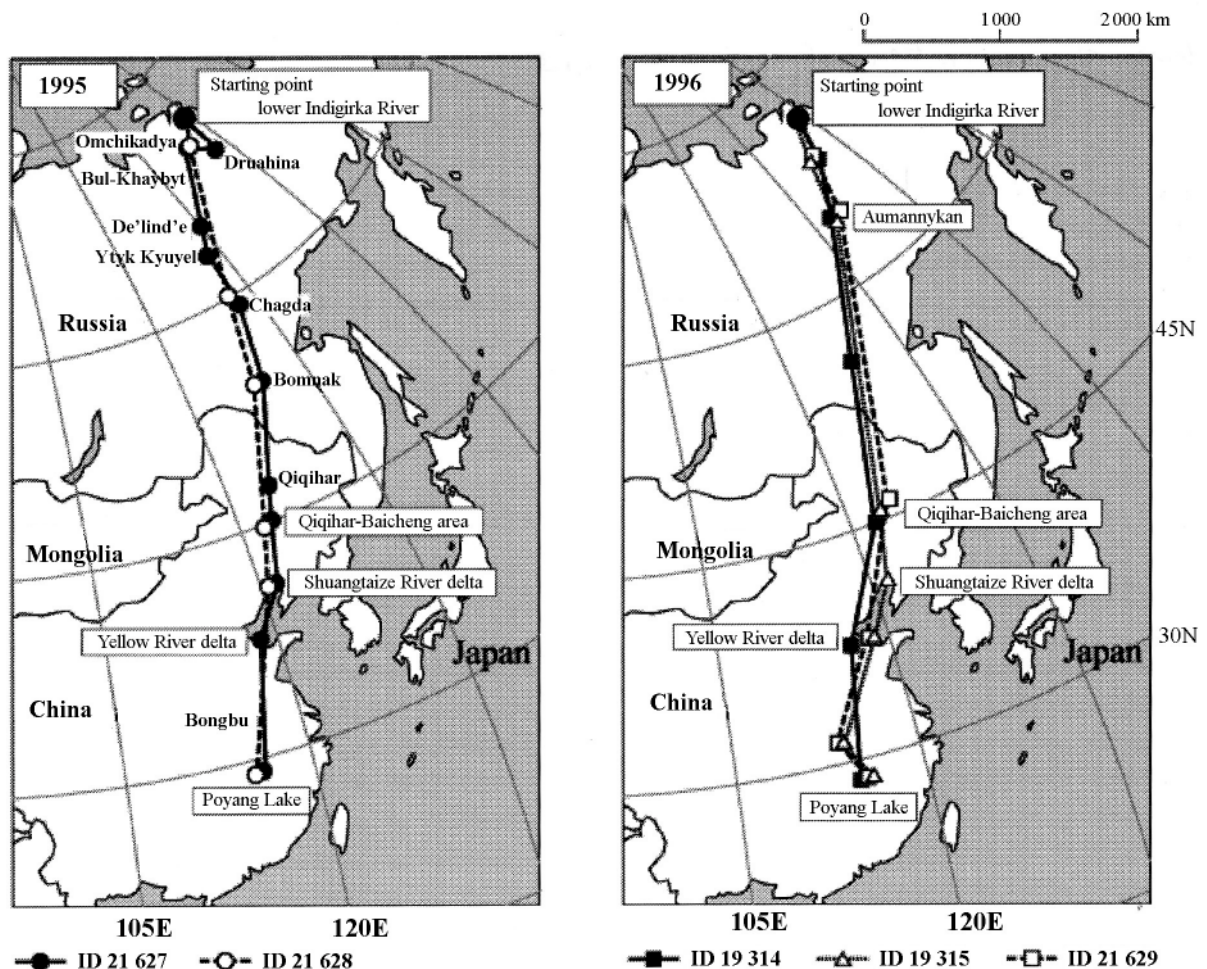 0 1 000 2 000 km
1995
Starting point
lower Indigirka River
Omchikadya
Druahina
Bul-Khaybyt
De'lind'e
Ytyk Kyuyel
Chagda
Russia
Bomnak
Qiqihar
Qiqihar-Baicheng area
Mongolia
Shuangtaize River delta
Yellow River delta
Japan
China
Bongbu
Poyang Lake
105E 120E
ID 21 627 ID 21 628
1996
Starting point
lower Indigirka River
Aumannykan
Russia
45N
Qiqihar-Baicheng area
Mongolia
Shuangtaize River delta
Yellow River delta
30N
Japan
China
Poyang Lake
105E 120E
ID 19 314 ID 19 315 ID 21 629